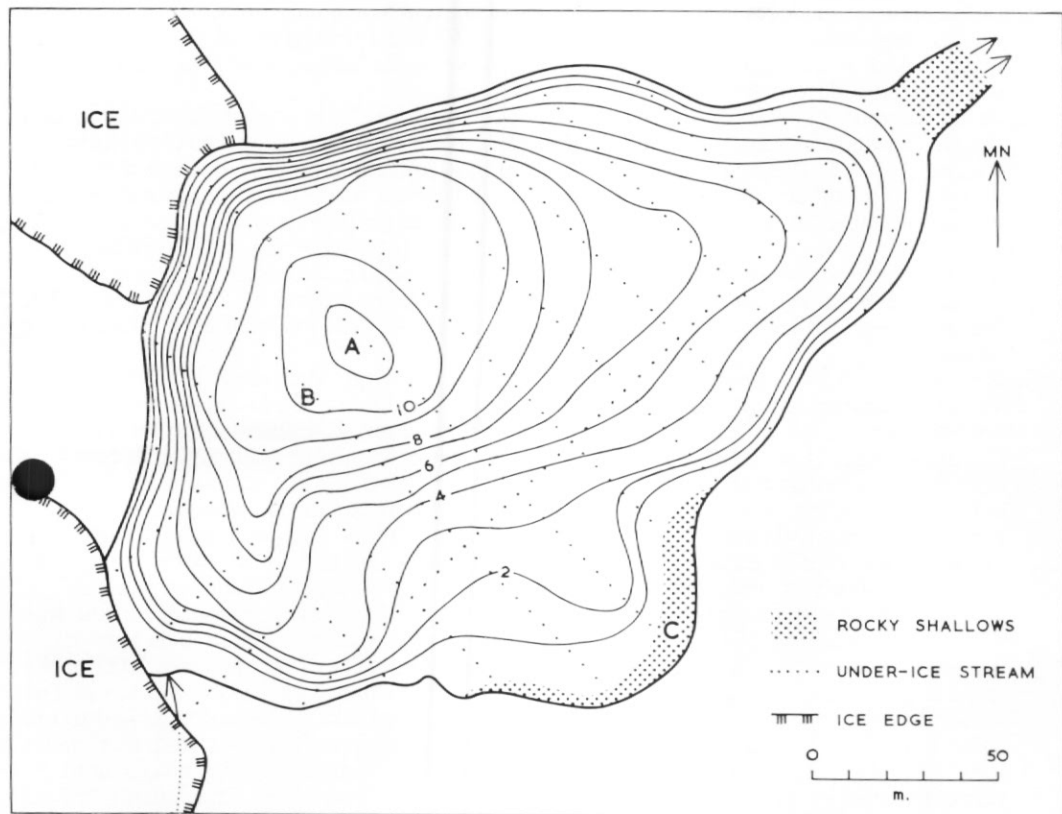 ICE
MN
A
B
10
8
6
4
2
C
ROCKY SHALLOWS
ICE
UNDER-ICE STREAM
ICE EDGE
0 50
m.